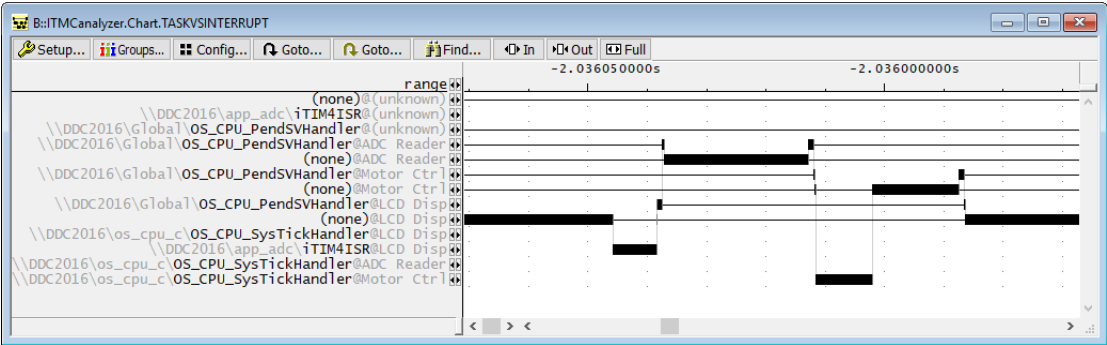 B::ITMCanalyzer.Chart.TASKVSINTERRUPT
Setup... Groups... Config... Goto... Goto... Find... In Out Full
-2.036050000s -2.036000000s
range
(none)@(unknown)
\\DDC2016\app_adc\iTIM4ISR@(unknown)
\\DDC2016\Global\OS_CPU_PendSVHandler@(unknown)
\\DDC2016\Global\OS_CPU_PendSVHandler@ADC Reader
(none)@ADC Reader
\\DDC2016\Global\OS_CPU_PendSVHandler@Motor Ctrl
(none)@Motor Ctrl
\\DDC2016\Global\OS_CPU_PendSVHandler@LCD Disp
(none)@LCD Disp
\\DDC2016\os_cpu_c\OS_CPU_SysTickHandler@LCD Disp
\\DDC2016\app_adc\iTIM4ISR@LCD Disp
\\DDC2016\os_cpu_c\OS_CPU_SysTickHandler@ADC Reader
\\DDC2016\os_cpu_c\OS_CPU_SysTickHandler@Motor Ctrl